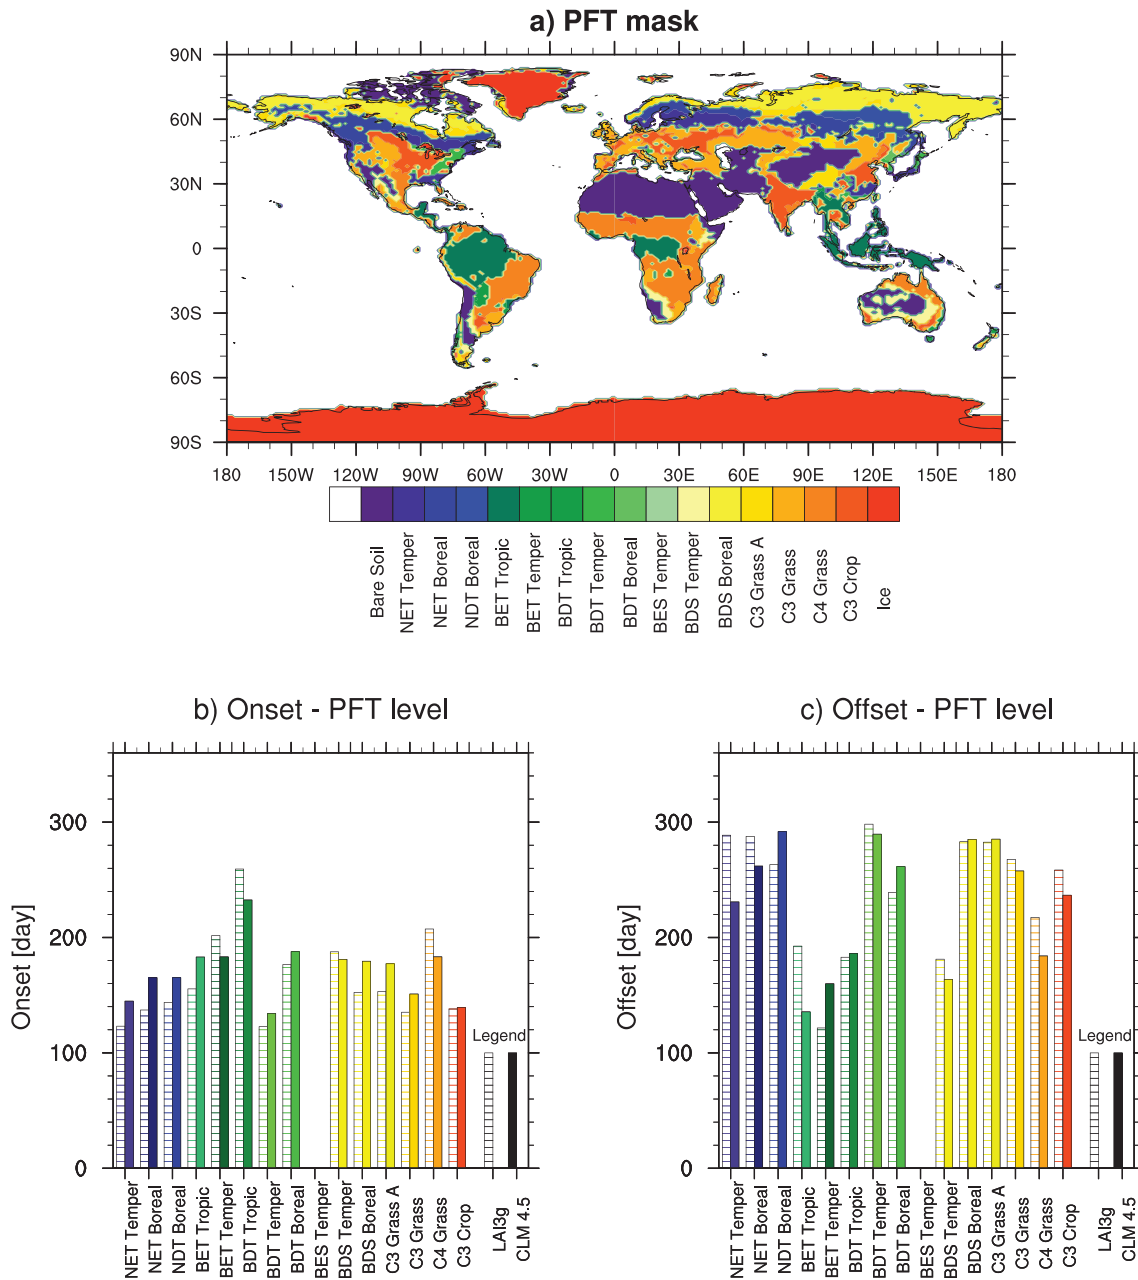 a) PFT mask
90N
60N
30N
0
30S
60S
90S
180 150W 120W 90W 60W 30W 0 30E 60E 90E 120E 150E 180
Bare Soil
NET Temper
NET Boreal
NDT Boreal
BET Tropic
BET Temper
BDT Tropic
BDT Temper
BDT Boreal
BES Temper
BDS Temper
BDS Boreal
C3 Grass A
C3 Grass
C4 Grass
C3 Crop
Ice
b) Onset - PFT level
Onset [day]
300
200
100
0
Legend
NET Temper
NET Boreal
NDT Boreal
BET Tropic
BET Temper
BDT Tropic
BDT Temper
BDT Boreal
BES Temper
BDS Temper
BDS Boreal
C3 Grass A
C3 Grass
C4 Grass
C3 Crop
LAI3g
CLM 4.5
c) Offset - PFT level
Offset [day]
300
200
100
0
Legend
NET Temper
NET Boreal
NDT Boreal
BET Tropic
BET Temper
BDT Tropic
BDT Temper
BDT Boreal
BES Temper
BDS Temper
BDS Boreal
C3 Grass A
C3 Grass
C4 Grass
C3 Crop
LAI3g
CLM 4.5